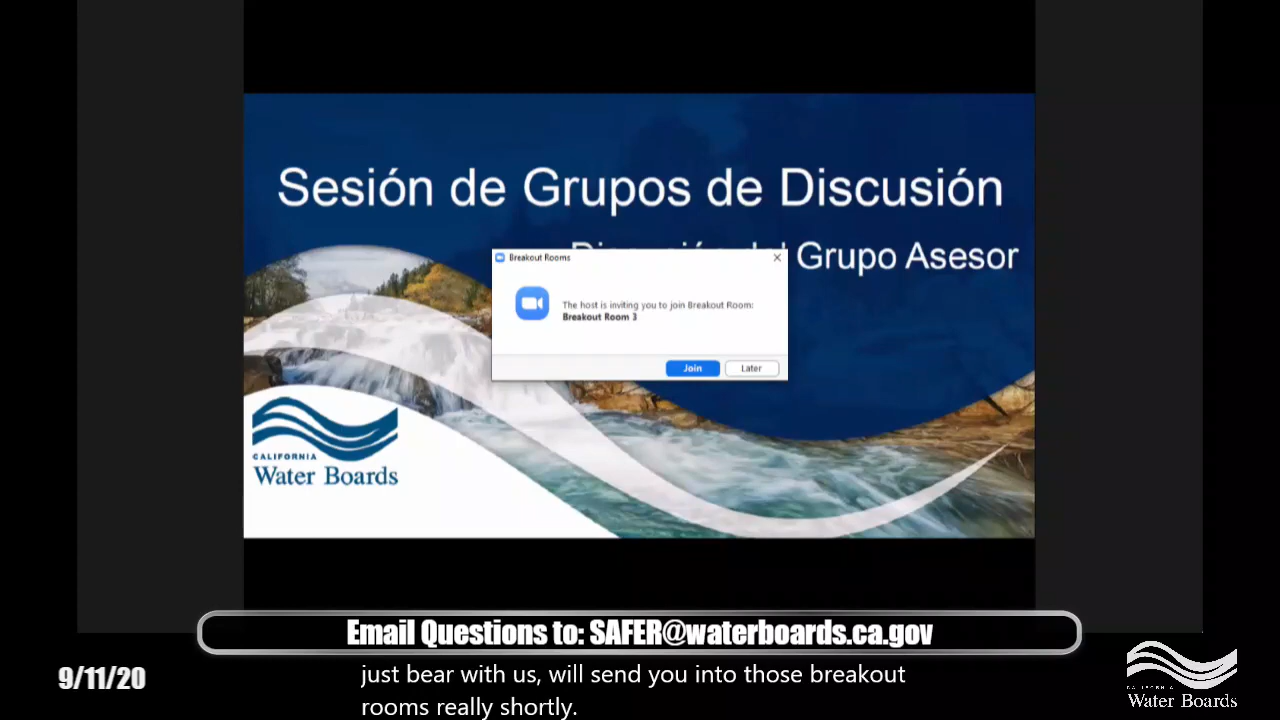 Sesión de Grupos de Discusión
Grupo Asesor
Breakout Rooms
The host is inviting you to join Breakout Room:
Breakout Room 3
Join
Later
CALIFORNIA
Water Boards
Email Questions to: SAFER@waterboards.ca.gov
9/11/20
just bear with us, will send you into those breakout
rooms really shortly.
CALIFORNIA
Water Boards